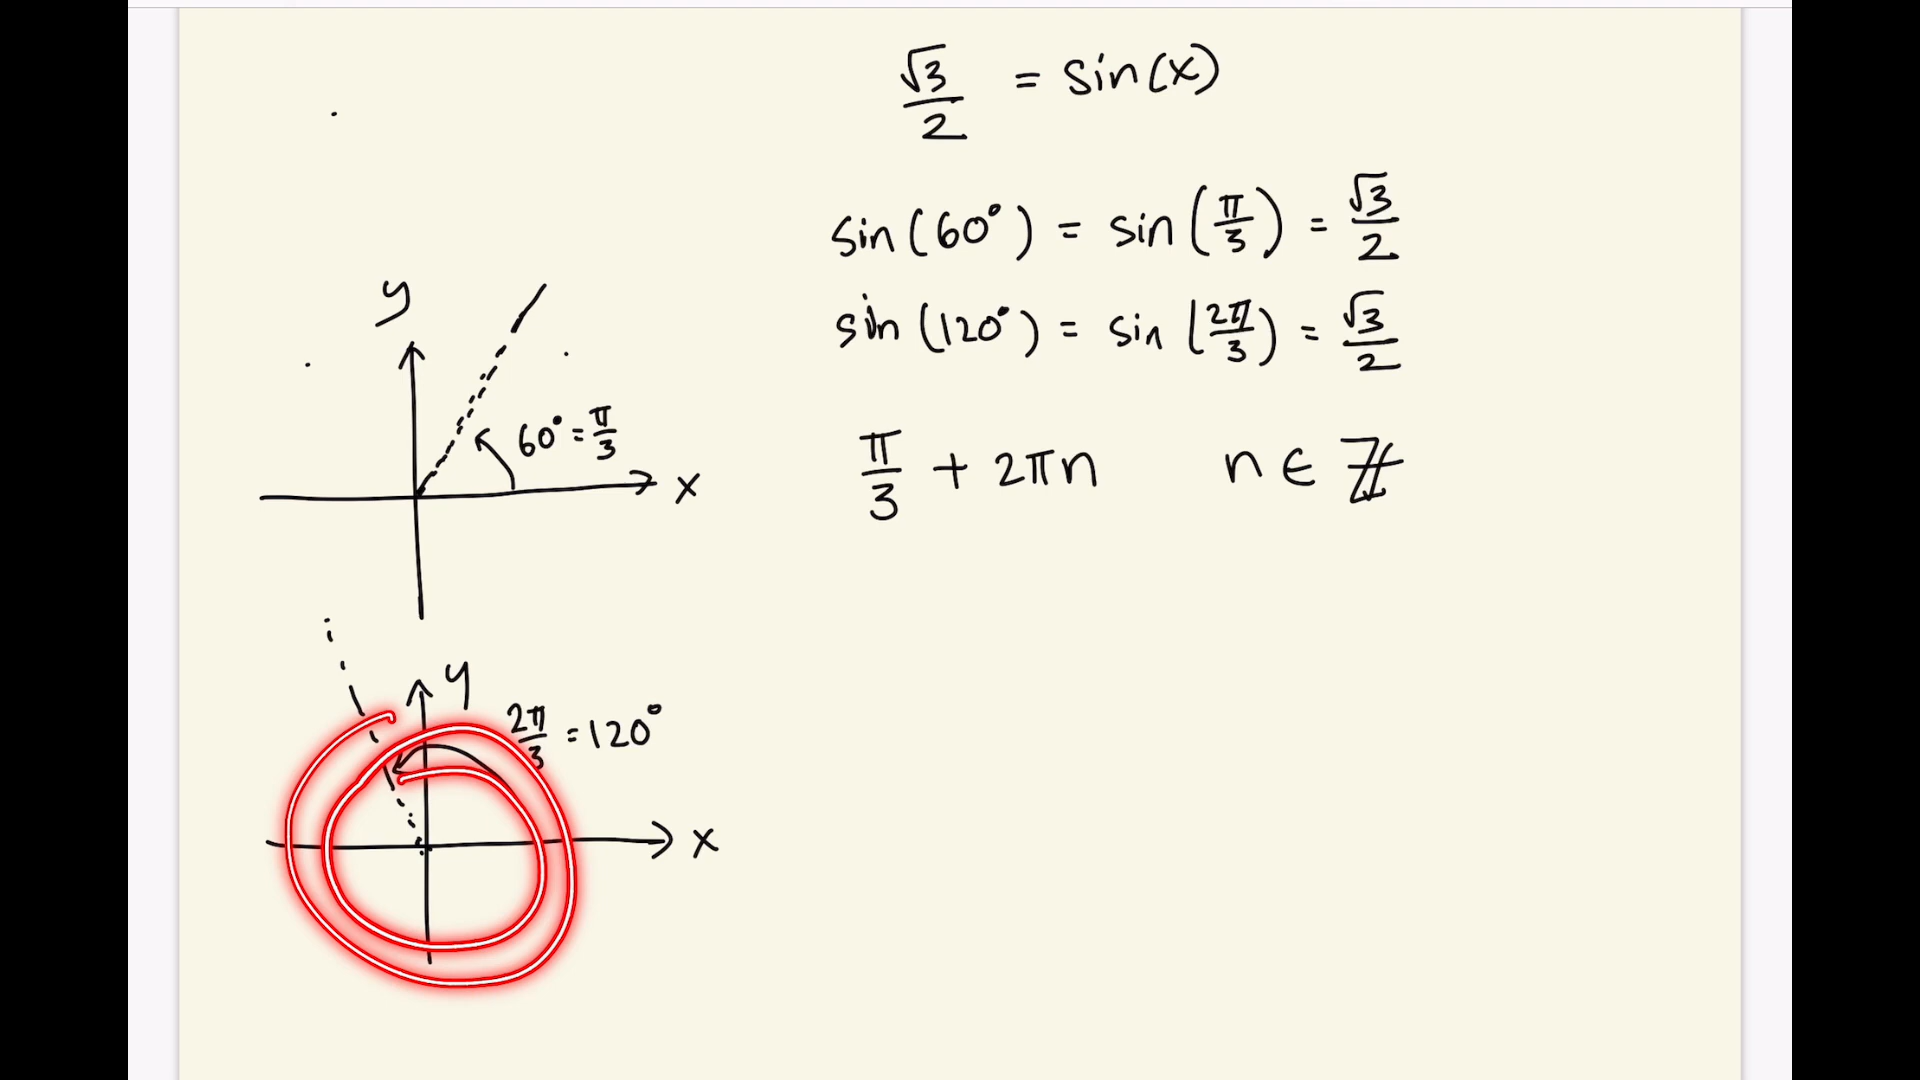 √3/2 = sin(x)
sin(60°) = sin(π/3) = √3/2
sin(120°) = sin(2π/3) = √3/2
π/3 + 2πn n ∈ ℤ
y
60° = π/3
x
y
2π/3 = 120°
x